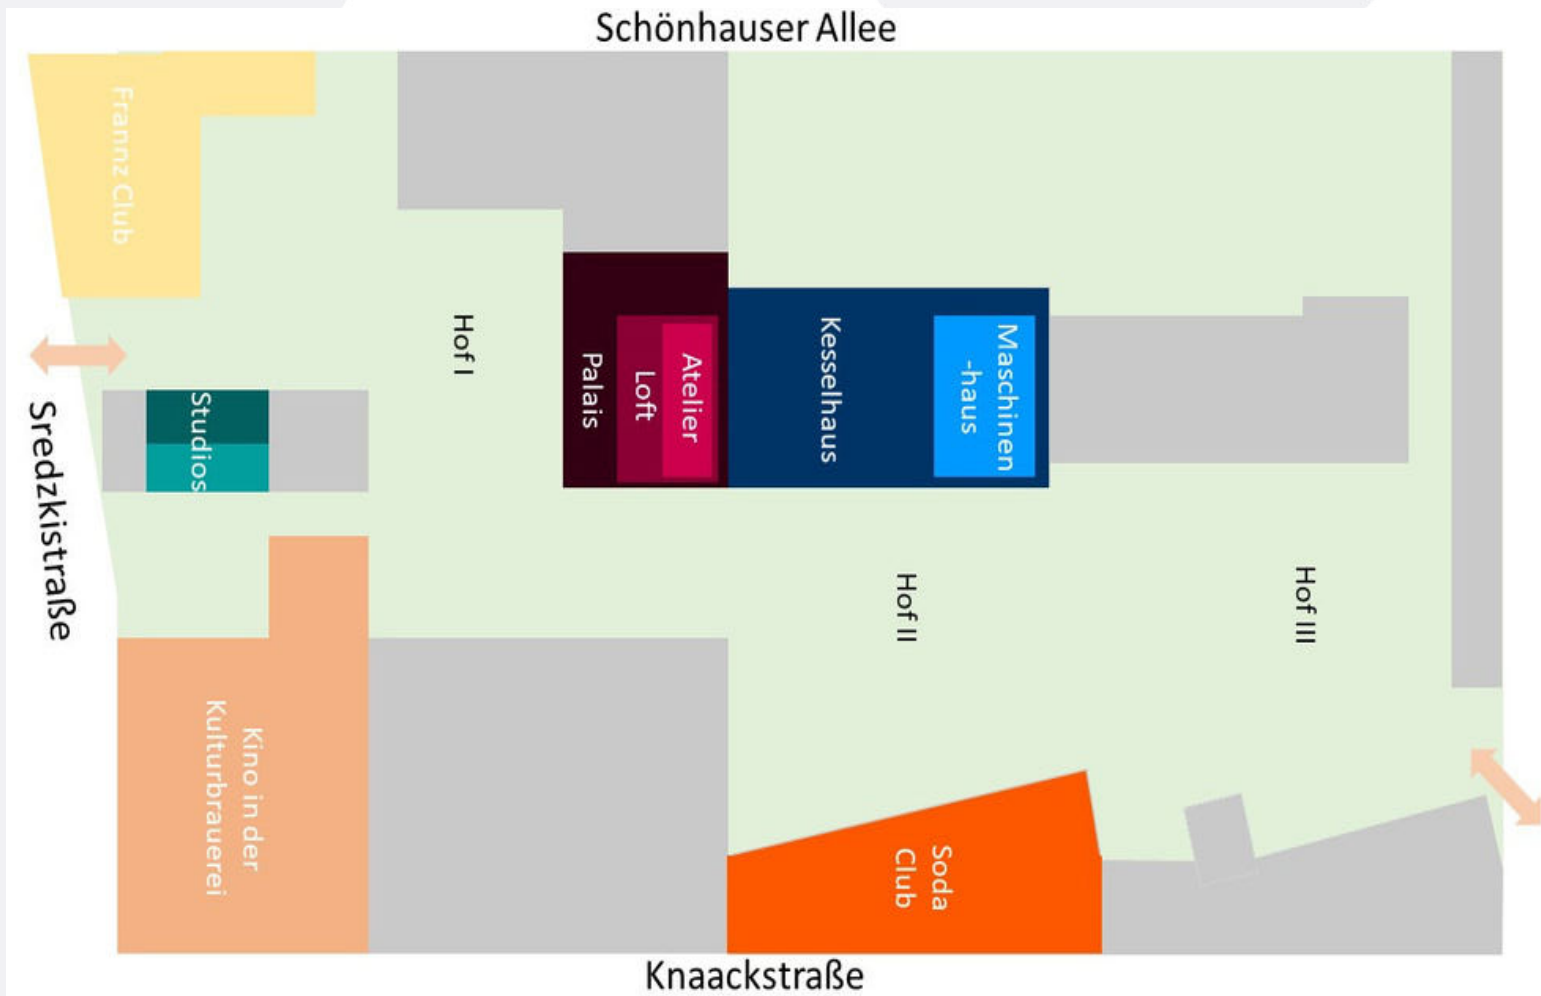 Schönhauser Allee
Frannz Club
Hof I
Palais
Loft
Atelier
Kesselhaus
Maschinen
-haus
Studios
Sredzkistraße
Hof II
Hof III
Kino in der
Kulturbrauerei
Soda
Club
Knaackstraße